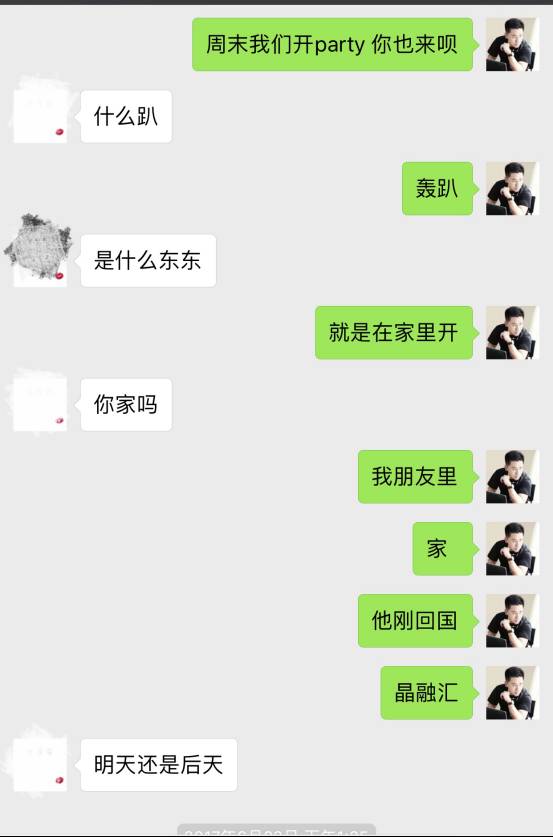 周末我们开party 你也来呗
什么趴
轰趴
是什么东东
就是在家里开
你家吗
我朋友里
家
他刚回国
晶融汇
明天还是后天